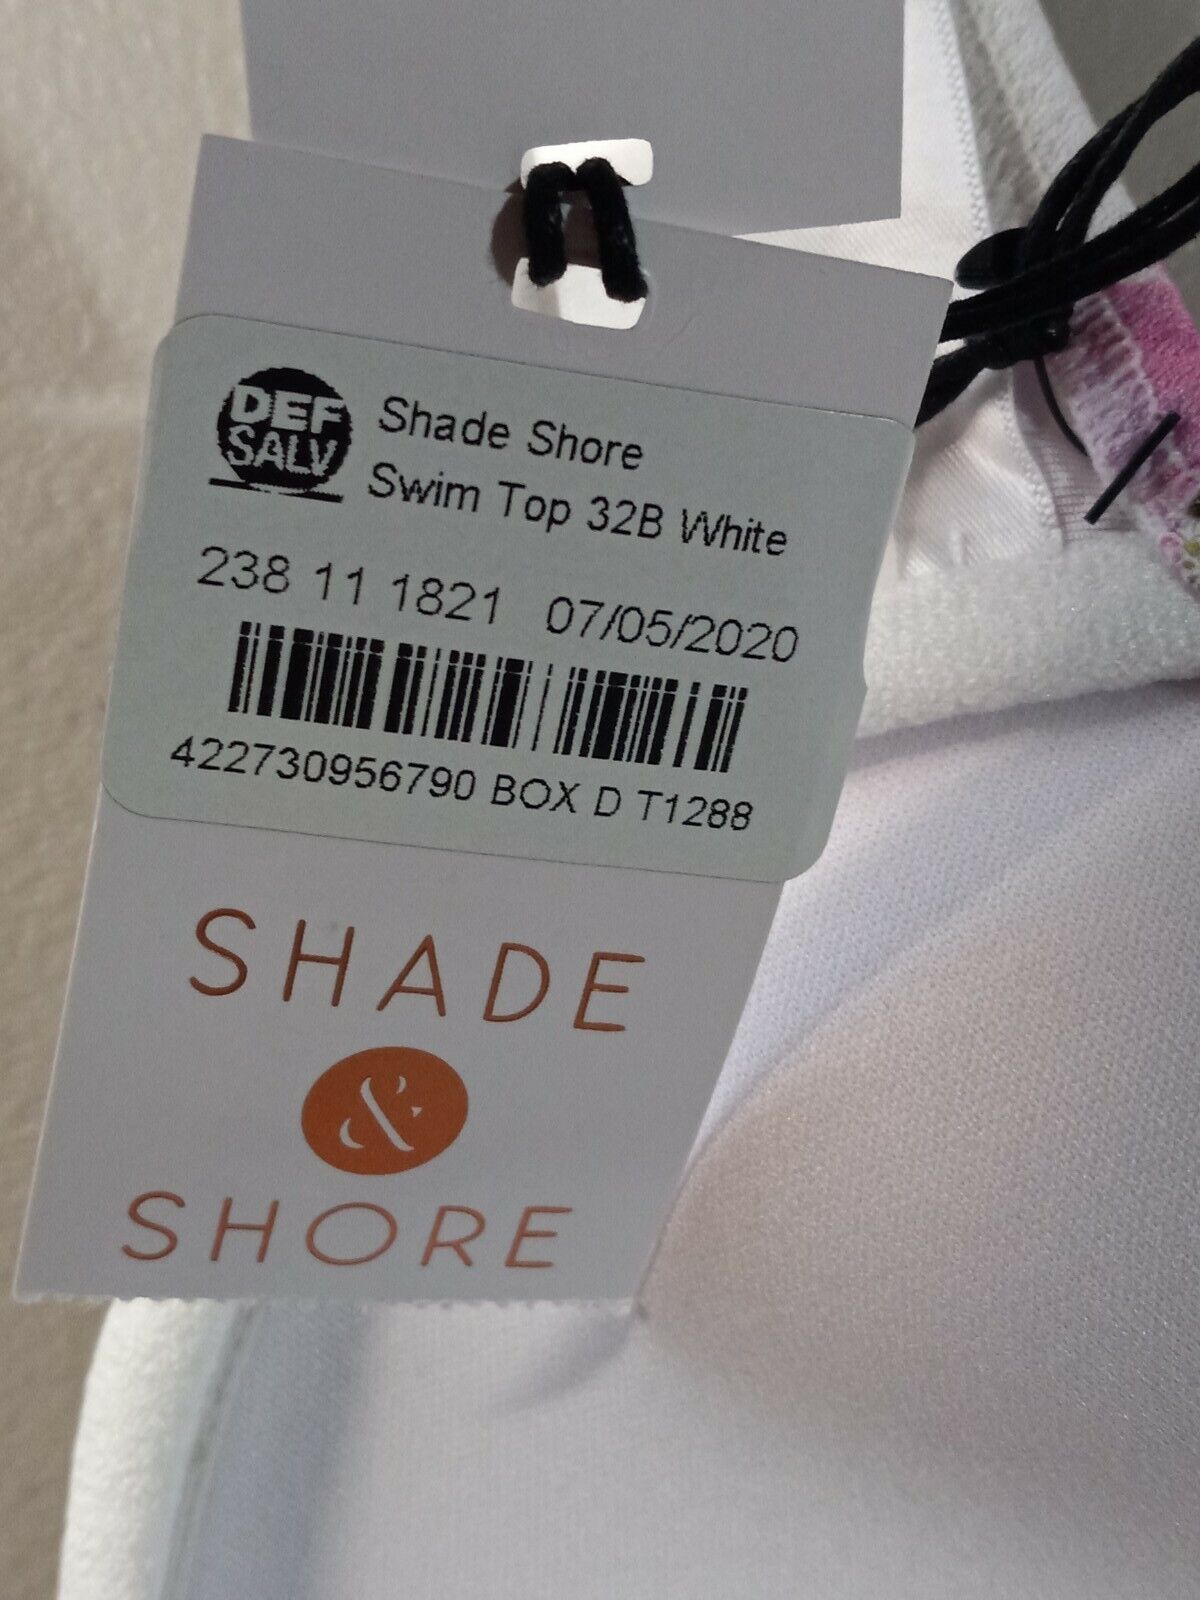 DEF
SALV
Shade Shore
Swim Top 32B White
238 11 1821 07/05/2020
422730956790 BOX D T1288
SHADE
&
SHORE